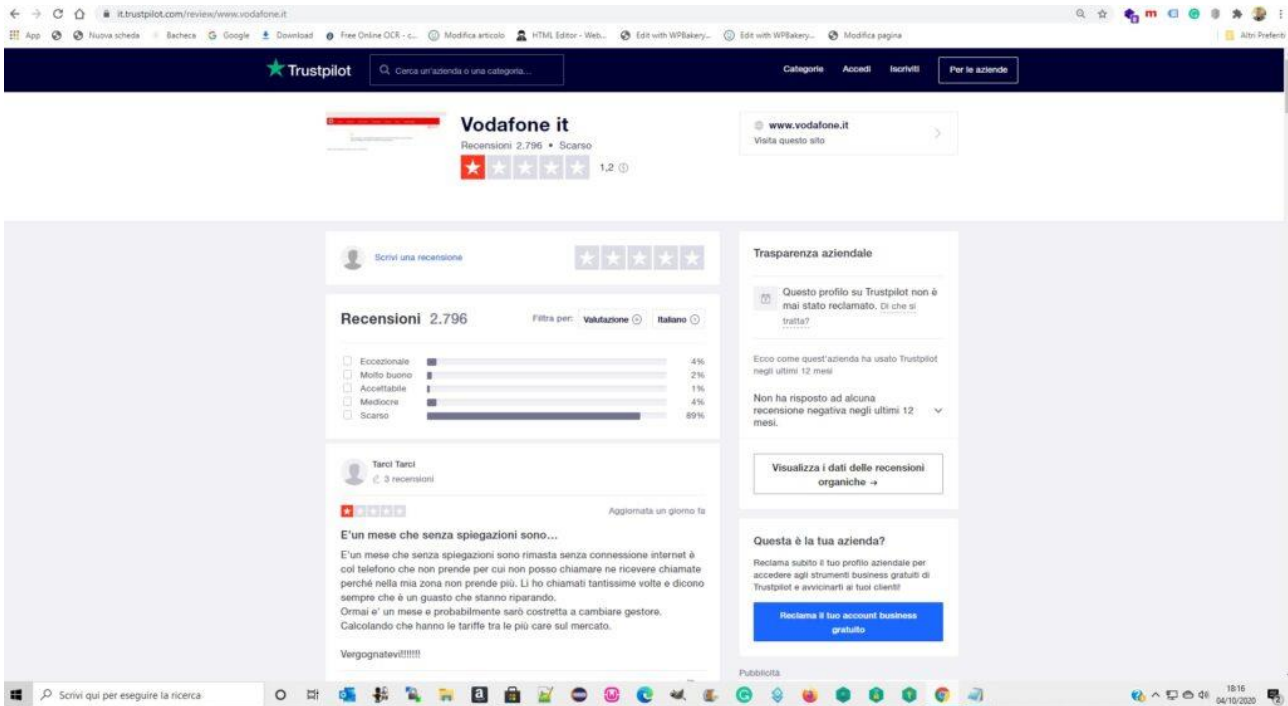 it.trustpilot.com/review/www.vodafone.it
App Nuova scheda Bacheca Google Download Free Online OCR - c... Modifica articolo HTML Editor - Web... Edit with WPBakery... Edit with WPBakery... Modifica pagina Altri Preferiti
Trustpilot Cerca un'azienda o una categoria... Categorie Accedi Iscriviti Per le aziende
Vodafone it
Recensioni 2.796 • Scarso
1,2
www.vodafone.it
Visita questo sito
Scrivi una recensione
Recensioni 2.796 Filtra per: Valutazione Italiano
Eccezionale 4%
Molto buono 2%
Accettabile 1%
Mediocre 4%
Scarso 89%
Tarci Tarci
3 recensioni
Aggiornata un giorno fa
E'un mese che senza spiegazioni sono...
E'un mese che senza spiegazioni sono rimasta senza connessione internet è
col telefono che non prende per cui non posso chiamare ne ricevere chiamate
perché nella mia zona non prende più. Li ho chiamati tantissime volte e dicono
sempre che è un guasto che stanno riparando.
Ormai e' un mese e probabilmente sarò costretta a cambiare gestore.
Calcolando che hanno le tariffe tra le più care sul mercato.
Vergognatevi!!!!!!!
Trasparenza aziendale
Questo profilo su Trustpilot non è
mai stato reclamato. Di che si
tratta?
Ecco come quest'azienda ha usato Trustpilot
negli ultimi 12 mesi
Non ha risposto ad alcuna
recensione negativa negli ultimi 12
mesi.
Visualizza i dati delle recensioni
organiche →
Questa è la tua azienda?
Reclama subito il tuo profilo aziendale per
accedere agli strumenti business gratuiti di
Trustpilot e avvicinarti ai tuoi clienti!
Reclama il tuo account business
gratuito
Pubblicità
Scrivi qui per eseguire la ricerca
18:16
04/10/2020